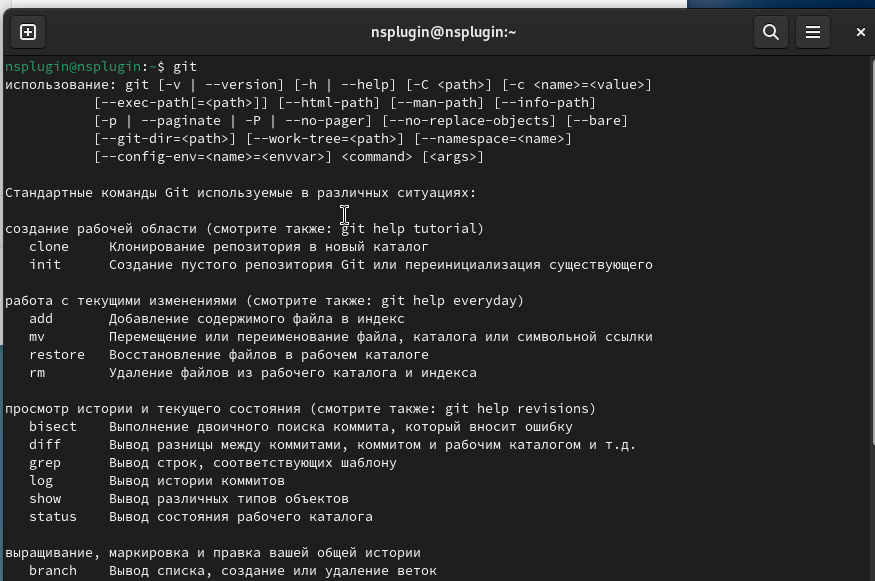 nsplugin@nsplugin:~
nsplugin@nsplugin:~$ git
использование: git [-v | --version] [-h | --help] [-C <path>] [-c <name>=<value>]
           [--exec-path[=<path>]] [--html-path] [--man-path] [--info-path]
           [-p | --paginate | -P | --no-pager] [--no-replace-objects] [--bare]
           [--git-dir=<path>] [--work-tree=<path>] [--namespace=<name>]
           [--config-env=<name>=<envvar>] <command> [<args>]
Стандартные команды Git используемые в различных ситуациях:
создание рабочей области (смотрите также: git help tutorial)
   clone     Клонирование репозитория в новый каталог
   init      Создание пустого репозитория Git или переинициализация существующего
работа с текущими изменениями (смотрите также: git help everyday)
   add       Добавление содержимого файла в индекс
   mv        Перемещение или переименование файла, каталога или символьной ссылки
   restore   Восстановление файлов в рабочем каталоге
   rm        Удаление файлов из рабочего каталога и индекса
просмотр истории и текущего состояния (смотрите также: git help revisions)
   bisect    Выполнение двоичного поиска коммита, который вносит ошибку
   diff      Вывод разницы между коммитами, коммитом и рабочим каталогом и т.д.
   grep      Вывод строк, соответствующих шаблону
   log       Вывод истории коммитов
   show      Вывод различных типов объектов
   status    Вывод состояния рабочего каталога
выращивание, маркировка и правка вашей общей истории
   branch    Вывод списка, создание или удаление веток